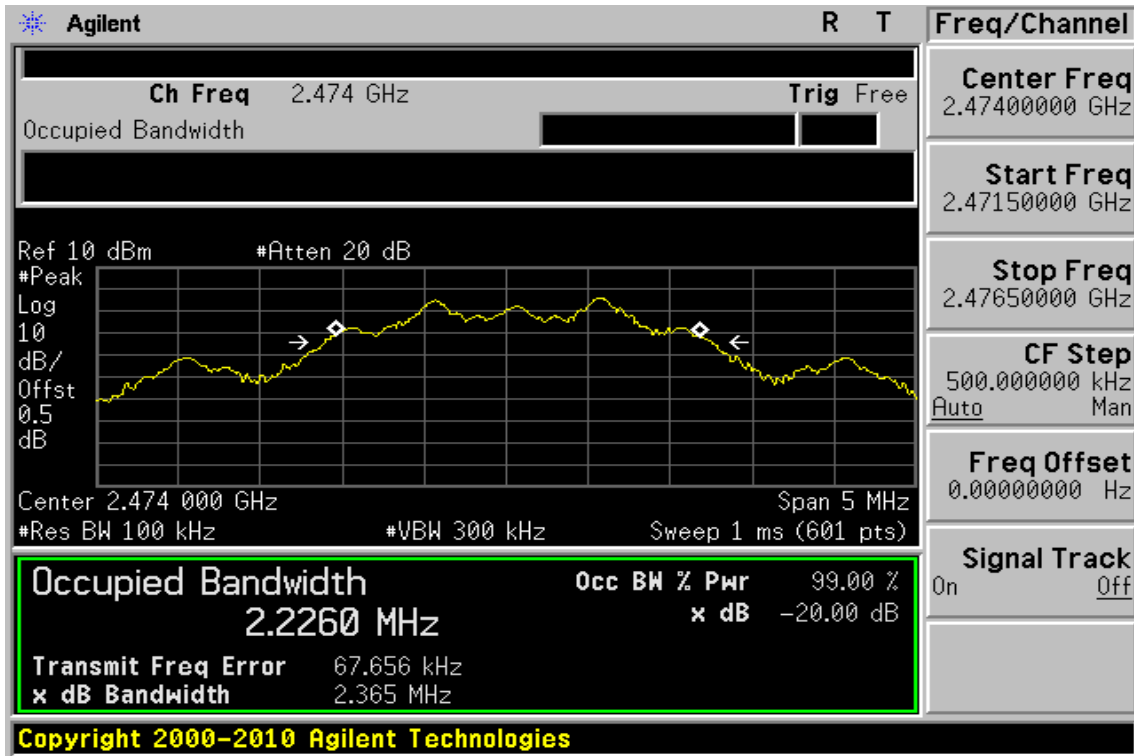 Agilent R T Freq/Channel
Ch Freq 2.474 GHz Trig Free
Occupied Bandwidth
Center Freq
2.47400000 GHz
Start Freq
2.47150000 GHz
Stop Freq
2.47650000 GHz
CF Step
500.000000 kHz
Auto Man
Freq Offset
0.00000000 Hz
Signal Track
On Off
Ref 10 dBm #Atten 20 dB
#Peak
Log
10
dB/
Offst
0.5
dB
Center 2.474 000 GHz Span 5 MHz
#Res BW 100 kHz #VBW 300 kHz Sweep 1 ms (601 pts)
Occupied Bandwidth Occ BW % Pwr 99.00 %
2.2260 MHz x dB -20.00 dB
Transmit Freq Error 67.656 kHz
x dB Bandwidth 2.365 MHz
Copyright 2000-2010 Agilent Technologies